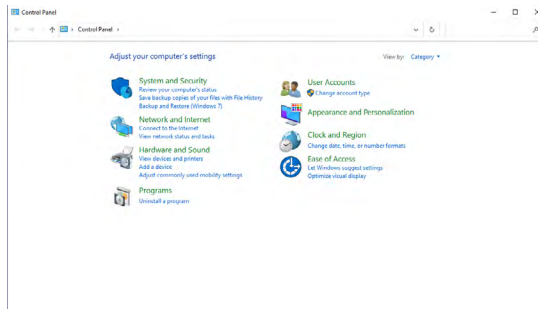 Control Panel
Control Panel
Adjust your computer's settings
View by: Category
System and Security
Review your computer's status
Save backup copies of your files with File History
Backup and Restore (Windows 7)
Network and Internet
Connect to the Internet
View network status and tasks
Hardware and Sound
View devices and printers
Add a device
Adjust commonly used mobility settings
Programs
Uninstall a program
User Accounts
Change account type
Appearance and Personalization
Clock and Region
Change date, time, or number formats
Ease of Access
Let Windows suggest settings
Optimize visual display